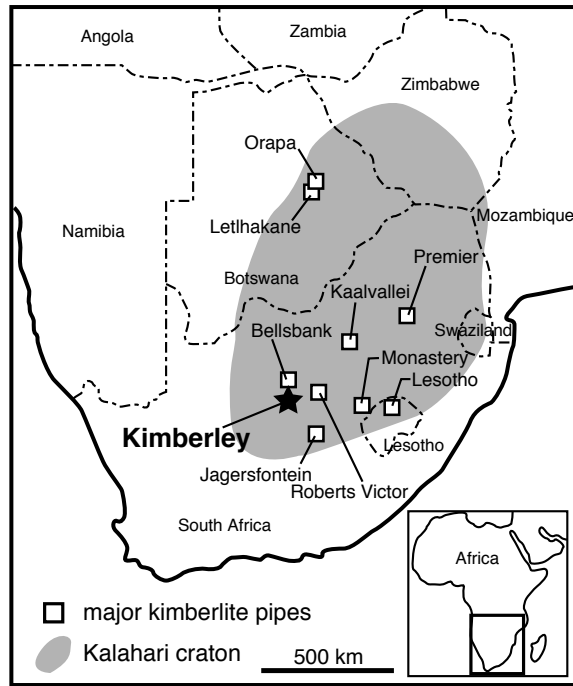 Angola
Zambia
Zimbabwe
Orapa
Namibia
Letlhakane
Mozambique
Botswana
Premier
Kaalvallei
Bellsbank
Swaziland
Monastery
Lesotho
Kimberley
Lesotho
Jagersfontein
Roberts Victor
South Africa
Africa
major kimberlite pipes
Kalahari craton
500 km